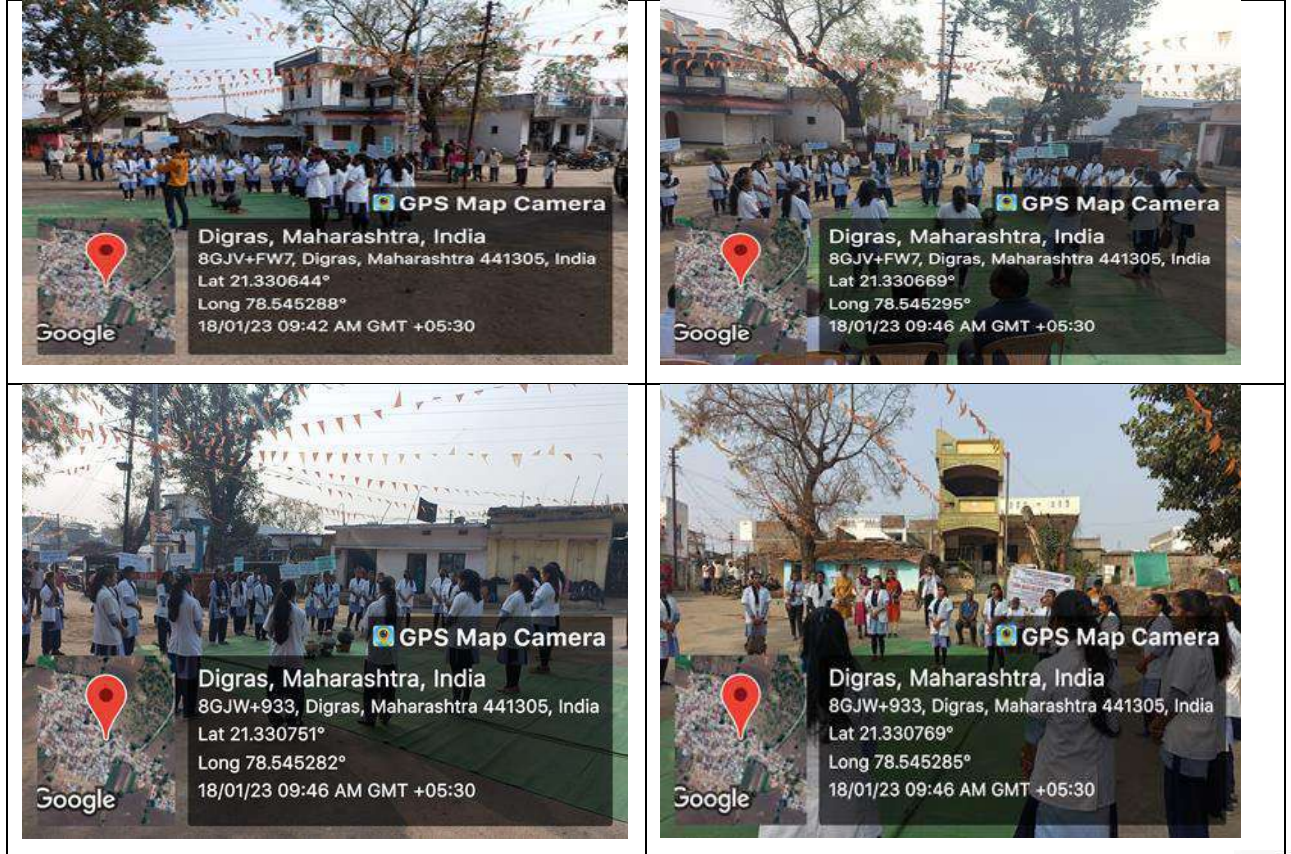 GPS Map Camera
Digras, Maharashtra, India
8GJV+FW7, Digras, Maharashtra 441305, India
Lat 21.330644°
Long 78.545288°
18/01/23 09:42 AM GMT +05:30
Google
GPS Map Camera
Digras, Maharashtra, India
8GJV+FW7, Digras, Maharashtra 441305, India
Lat 21.330669°
Long 78.545295°
18/01/23 09:46 AM GMT +05:30
Google
GPS Map Camera
Digras, Maharashtra, India
8GJW+933, Digras, Maharashtra 441305, India
Lat 21.330751°
Long 78.545282°
18/01/23 09:46 AM GMT +05:30
Google
GPS Map Camera
Digras, Maharashtra, India
8GJW+933, Digras, Maharashtra 441305, India
Lat 21.330769°
Long 78.545285°
18/01/23 09:46 AM GMT +05:30
Google